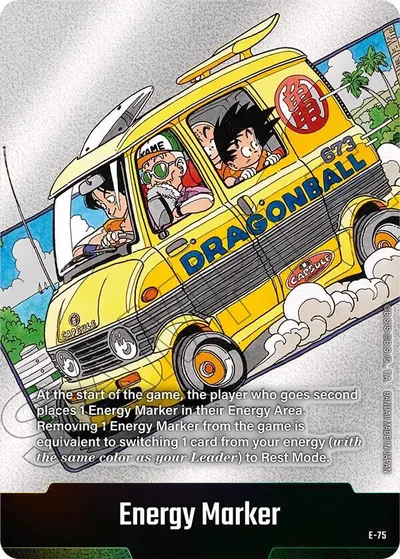 KAME
亀
673
DRAGONBALL
CAPSULE
CAPSULE
At the start of the game, the player who goes second
places 1 Energy Marker in their Energy Area.
Removing 1 Energy Marker from the game is
equivalent to switching 1 card from your energy (with
the same color as your Leader) to Rest Mode.
Energy Marker
E-75